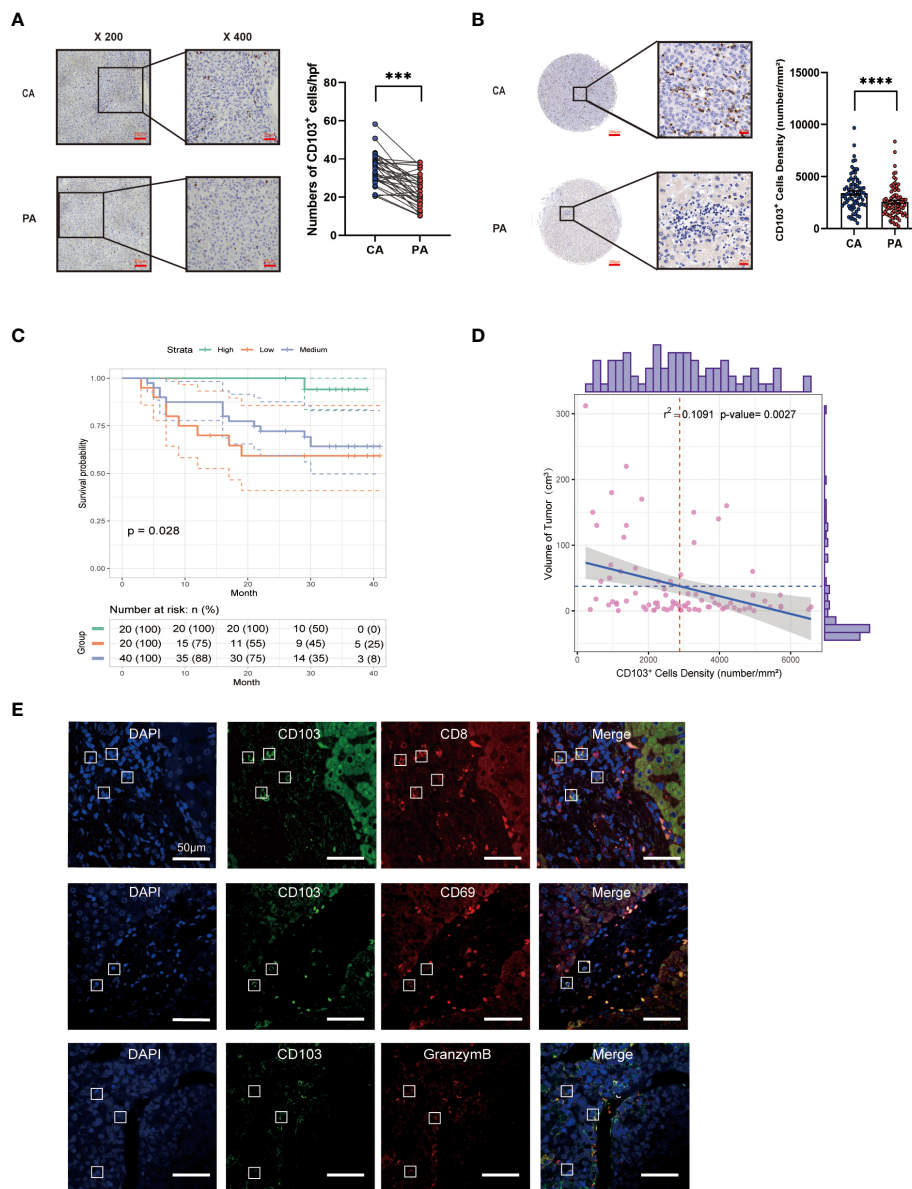 A
X 200
X 400
CA
PA
Numbers of CD103⁺ cells/hpf
80
60
40
20
0
***
CA
PA
B
CA
PA
CD103⁺ Cells Density (number/mm²)
15000
10000
5000
0
****
CA
PA
C
Strata High Low Medium
Survival probability
1.00
0.75
0.50
0.25
0.00
p = 0.028
0 10 20 30 40
Month
Number at risk: n (%)
Group
20 (100) 20 (100) 20 (100) 10 (50) 0 (0)
20 (100) 15 (75) 11 (55) 9 (45) 5 (25)
40 (100) 35 (88) 30 (75) 14 (35) 3 (8)
0 10 20 30 40
Month
D
r² = 0.1091 p-value= 0.0027
Volume of Tumor (cm³)
300
200
100
0
0 2000 4000 6000
CD103⁺ Cells Density (number/mm²)
E
DAPI CD103 CD8 Merge
50μm
DAPI CD103 CD69 Merge
DAPI CD103 GranzymB Merge